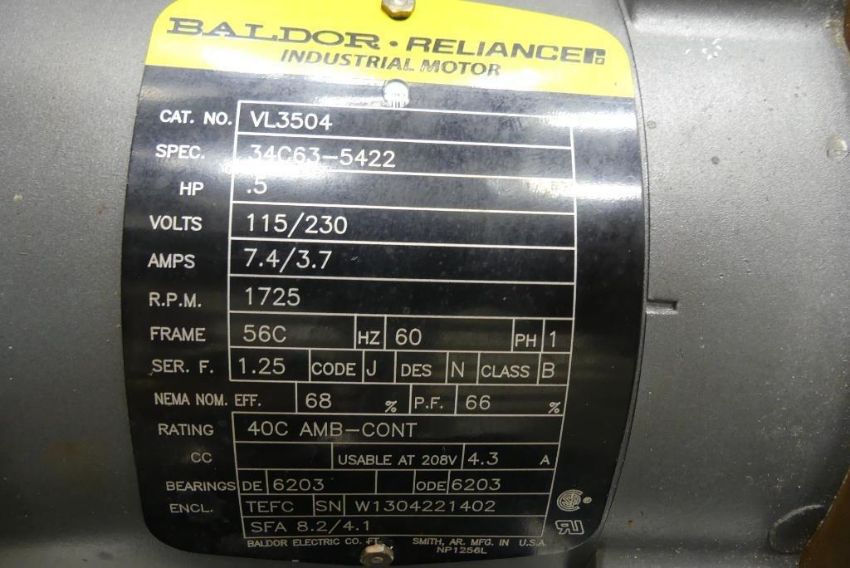 BALDOR • RELIANCER
INDUSTRIAL MOTOR
CAT. NO. VL3504
SPEC. 34C63-5422
HP .5
VOLTS 115/230
AMPS 7.4/3.7
R.P.M. 1725
FRAME 56C HZ 60 PH 1
SER. F. 1.25 CODE J DES N CLASS B
NEMA NOM. EFF. 68 % P.F. 66 %
RATING 40C AMB-CONT
CC USABLE AT 208V 4.3 A
BEARINGS DE 6203 ODE 6203
ENCL. TEFC SN W1304221402
SFA 8.2/4.1
BALDOR ELECTRIC CO. FT. SMITH, AR. MFG. IN U.S.A.
NP1256L